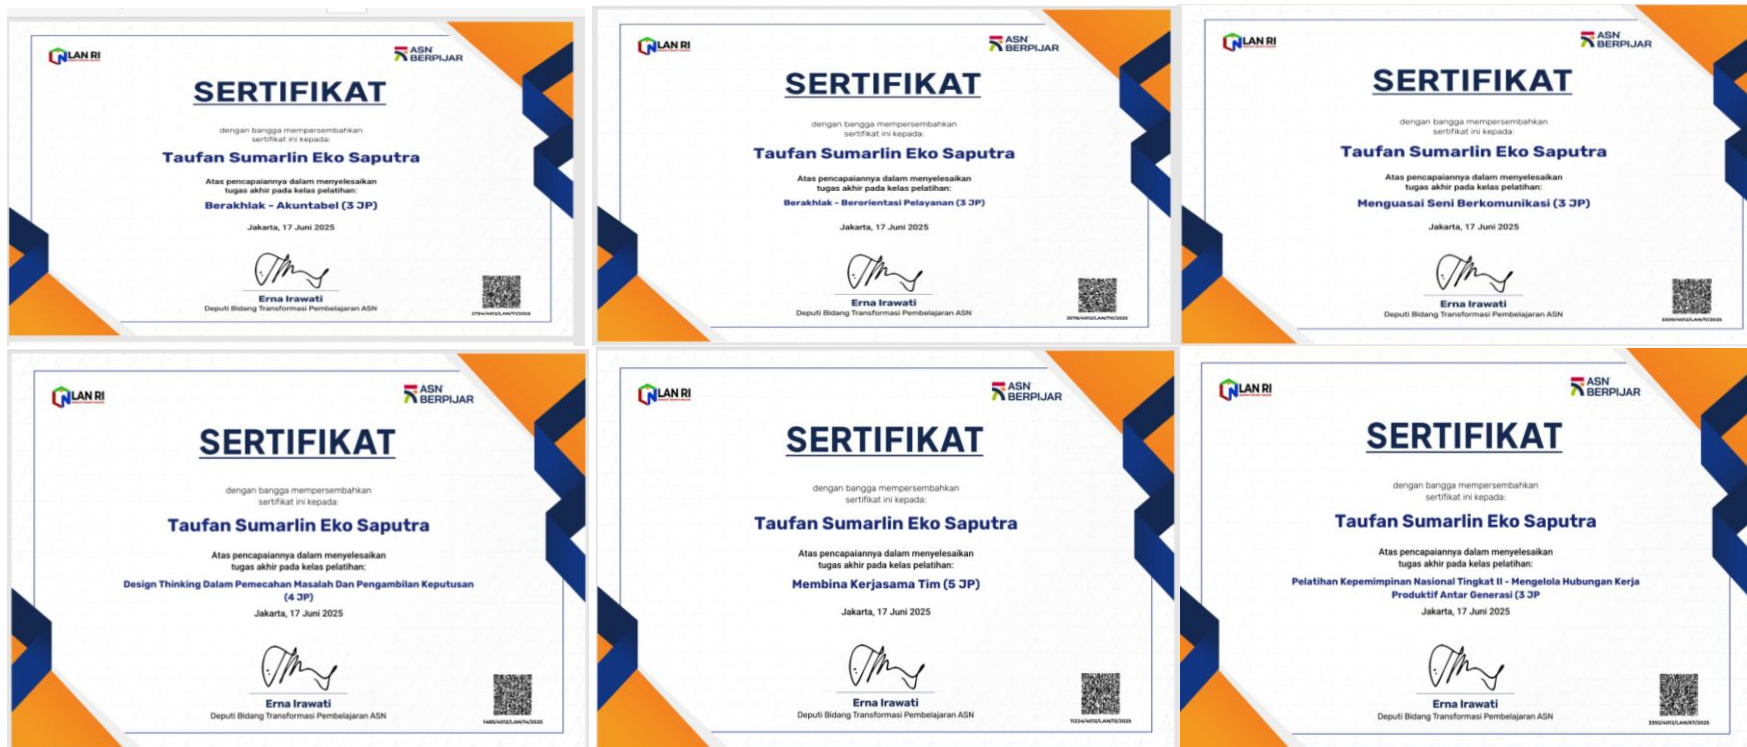 LAN RI
ASN
BERPIJAR
SERTIFIKAT
dengan bangga mempersembahkan
sertifikat ini kepada:
Taufan Sumarlin Eko Saputra
Atas pencapaiannya dalam menyelesaikan
tugas akhir pada kelas pelatihan:
Berakhlak - Akuntabel (3 JP)
Jakarta, 17 Juni 2025
Erna Irawati
Deputi Bidang Transformasi Pembelajaran ASN
LAN RI
ASN
BERPIJAR
SERTIFIKAT
dengan bangga mempersembahkan
sertifikat ini kepada:
Taufan Sumarlin Eko Saputra
Atas pencapaiannya dalam menyelesaikan
tugas akhir pada kelas pelatihan:
Berakhlak - Berorientasi Pelayanan (3 JP)
Jakarta, 17 Juni 2025
Erna Irawati
Deputi Bidang Transformasi Pembelajaran ASN
LAN RI
ASN
BERPIJAR
SERTIFIKAT
dengan bangga mempersembahkan
sertifikat ini kepada:
Taufan Sumarlin Eko Saputra
Atas pencapaiannya dalam menyelesaikan
tugas akhir pada kelas pelatihan:
Menguasai Seni Berkomunikasi (3 JP)
Jakarta, 17 Juni 2025
Erna Irawati
Deputi Bidang Transformasi Pembelajaran ASN
LAN RI
ASN
BERPIJAR
SERTIFIKAT
dengan bangga mempersembahkan
sertifikat ini kepada:
Taufan Sumarlin Eko Saputra
Atas pencapaiannya dalam menyelesaikan
tugas akhir pada kelas pelatihan:
Design Thinking Dalam Pemecahan Masalah Dan Pengambilan Keputusan
(4 JP)
Jakarta, 17 Juni 2025
Erna Irawati
Deputi Bidang Transformasi Pembelajaran ASN
LAN RI
ASN
BERPIJAR
SERTIFIKAT
dengan bangga mempersembahkan
sertifikat ini kepada:
Taufan Sumarlin Eko Saputra
Atas pencapaiannya dalam menyelesaikan
tugas akhir pada kelas pelatihan:
Membina Kerjasama Tim (5 JP)
Jakarta, 17 Juni 2025
Erna Irawati
Deputi Bidang Transformasi Pembelajaran ASN
LAN RI
ASN
BERPIJAR
SERTIFIKAT
dengan bangga mempersembahkan
sertifikat ini kepada:
Taufan Sumarlin Eko Saputra
Atas pencapaiannya dalam menyelesaikan
tugas akhir pada kelas pelatihan:
Pelatihan Kepemimpinan Nasional Tingkat II - Mengelola Hubungan Kerja
Produktif Antar Generasi (3 JP
Jakarta, 17 Juni 2025
Erna Irawati
Deputi Bidang Transformasi Pembelajaran ASN